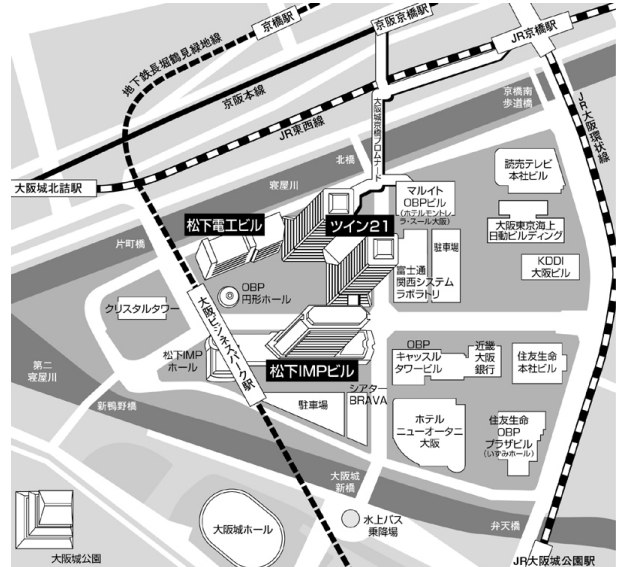 京橋駅
京阪京橋駅
JR京橋駅
地下鉄長堀鶴見緑地線
京阪本線
JR東西線
大阪城京橋プロムナード
京橋南
歩道橋
JR大阪環状線
大阪城北詰駅
北橋
寝屋川
読売テレビ
本社ビル
マルイト
OBPビル
(ホテルモントレ
ラ・スール大阪)
松下電工ビル
ツイン21
大阪東京海上
日動ビルディング
駐車場
片町橋
KDDI
大阪ビル
富士通
関西システム
ラボラトリ
OBP
円形ホール
クリスタルタワー
大阪ビジネスパーク駅
松下IMP
ホール
松下IMPビル
OBP
キャッスル
タワービル
近畿
大阪
銀行
住友生命
本社ビル
第二
寝屋川
新鴫野橋
駐車場
シアター
BRAVA
ホテル
ニューオータニ
大阪
住友生命
OBP
プラザビル
(いずみホール)
大阪城
新橋
大阪城ホール
水上バス
乗降場
弁天橋
大阪城公園
JR大阪城公園駅